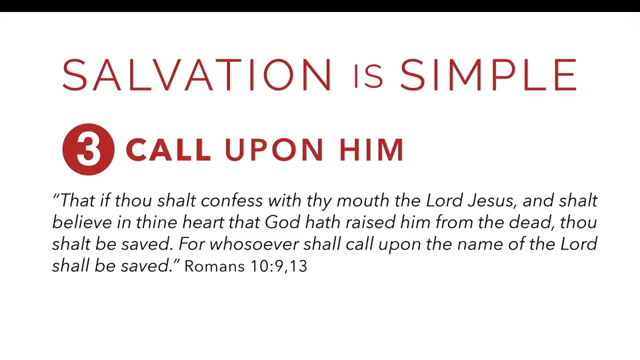 SALVATION IS SIMPLE
3 CALL UPON HIM
“That if thou shalt confess with thy mouth the Lord Jesus, and shalt
believe in thine heart that God hath raised him from the dead, thou
shalt be saved. For whosoever shall call upon the name of the Lord
shall be saved.” Romans 10:9,13